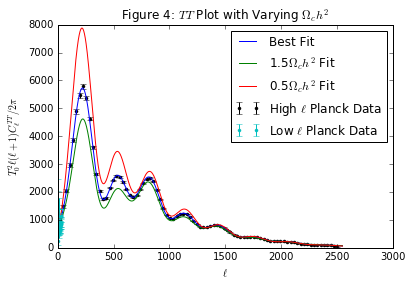 Figure 4: TT Plot with Varying Ω_c h²
T₀² ℓ(ℓ+1)C_ℓ^{TT}/2π
8000
7000
6000
5000
4000
3000
2000
1000
0
Best Fit
1.5Ω_c h² Fit
0.5Ω_c h² Fit
High ℓ Planck Data
Low ℓ Planck Data
0 500 1000 1500 2000 2500 3000
ℓ